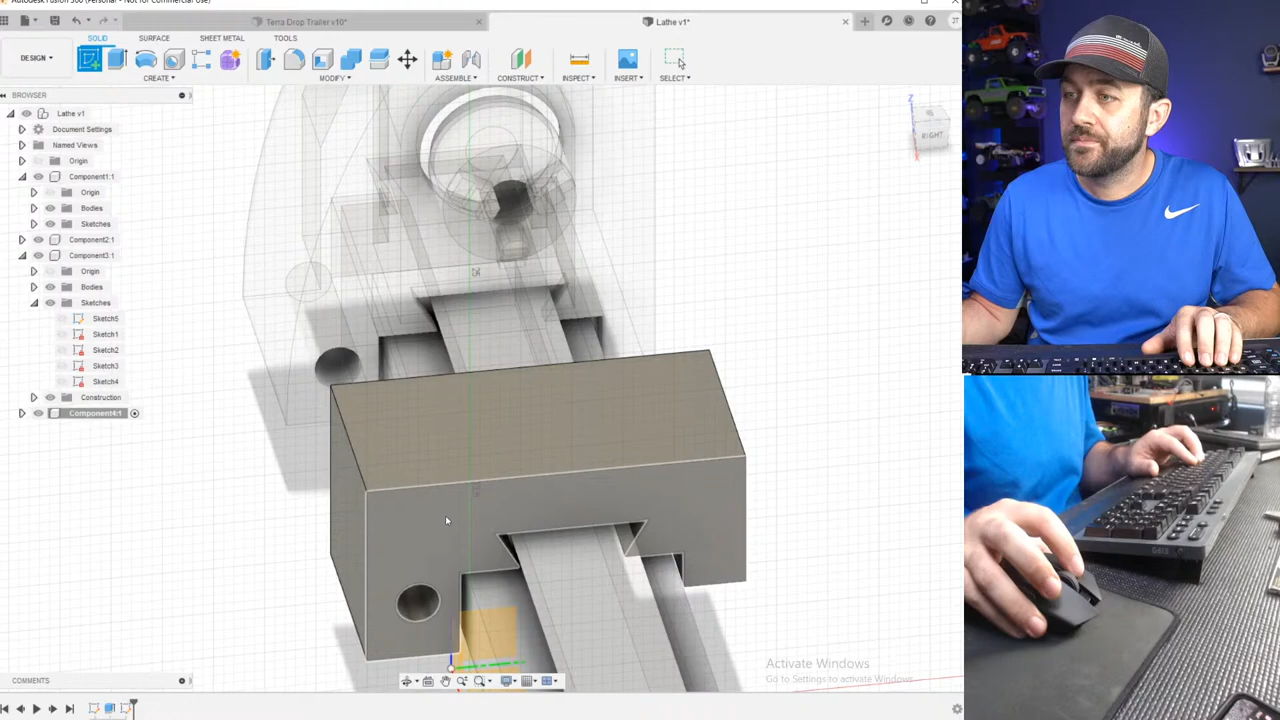 Autodesk Fusion 360 (Personal - Not for Commercial Use)
Terra Drop Trailer v10*
Lathe v1*
SOLID SURFACE SHEET METAL TOOLS
DESIGN
CREATE MODIFY ASSEMBLE CONSTRUCT INSPECT INSERT SELECT
BROWSER
Lathe v1
Document Settings
Named Views
Origin
Component1:1
Origin
Bodies
Sketches
Component2:1
Component3:1
Origin
Bodies
Sketches
Sketch5
Sketch1
Sketch2
Sketch3
Sketch4
Construction
Component4:1
Z
RIGHT
Activate Windows
Go to Settings to activate Windows.
COMMENTS
G613